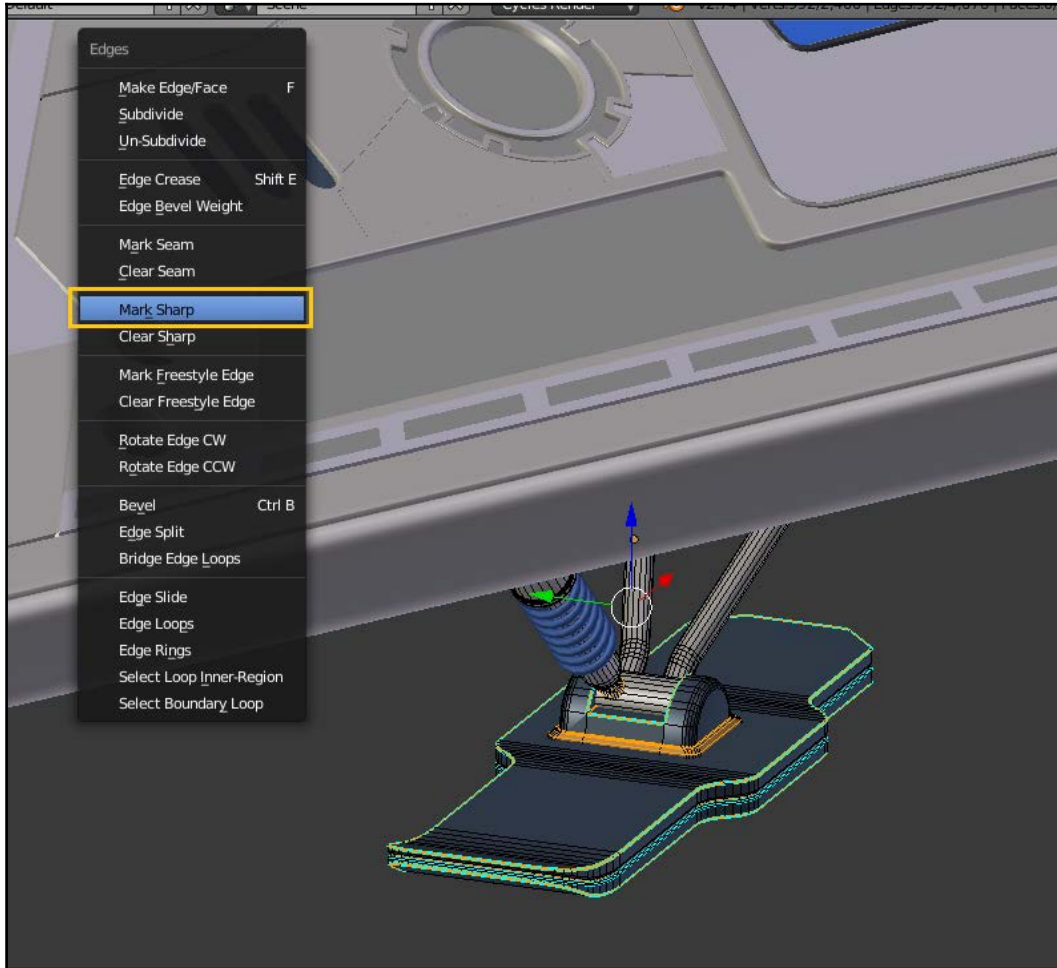 Default
Scene
Cycles Render
Edges
Make Edge/Face F
Subdivide
Un-Subdivide
Edge Crease Shift E
Edge Bevel Weight
Mark Seam
Clear Seam
Mark Sharp
Clear Sharp
Mark Freestyle Edge
Clear Freestyle Edge
Rotate Edge CW
Rotate Edge CCW
Bevel Ctrl B
Edge Split
Bridge Edge Loops
Edge Slide
Edge Loops
Edge Rings
Select Loop Inner-Region
Select Boundary Loop